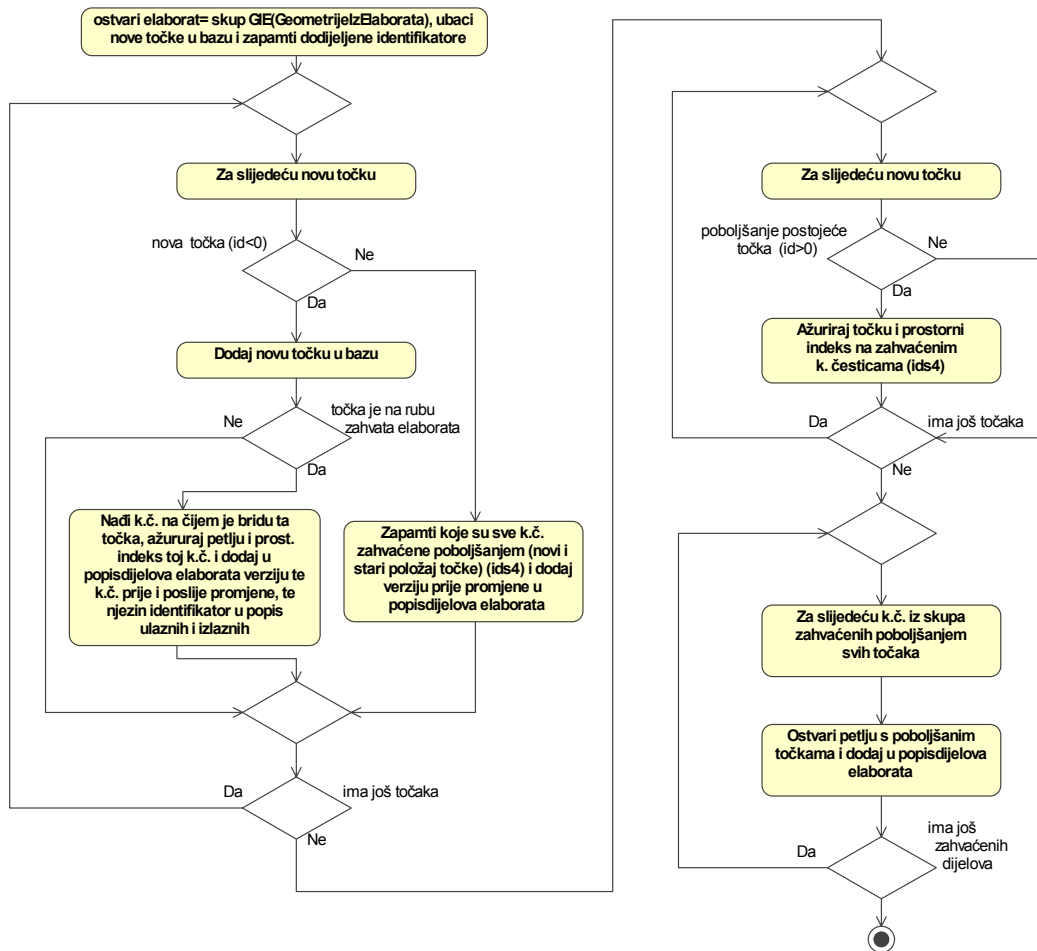 ostvari elaborat= skup GIE(GeometrijeIzElaborata), ubaci
nove točke u bazu i zapamti dodijeljene identifikatore
Za slijedeću novu točku
nova točka (id<0)
Ne
Da
Dodaj novu točku u bazu
točka je na rubu
zahvata elaborata
Ne
Da
Nađi k.č. na čijem je bridu ta
točka, ažururaj petlju i prost.
indeks toj k.č. i dodaj u
popisdijelova elaborata verziju te
k.č. prije i poslije promjene, te
njezin identifikator u popis
ulaznih i izlaznih
Zapamti koje su sve k.č.
zahvaćene poboljšanjem (novi i
stari položaj točke) (ids4) i dodaj
verziju prije promjene u
popisdijelova elaborata
Da
ima još točaka
Ne
Za slijedeću novu točku
poboljšanje postojeće
točka (id>0)
Ne
Da
Ažuriraj točku i prostorni
indeks na zahvaćenim
k. česticama (ids4)
Da
ima još točaka
Ne
Za slijedeću k.č. iz skupa
zahvaćenih poboljšanjem
svih točaka
Ostvari petlju s poboljšanim
točkama i dodaj u popisdijelova
elaborata
ima još
zahvaćenih
dijelova
Da